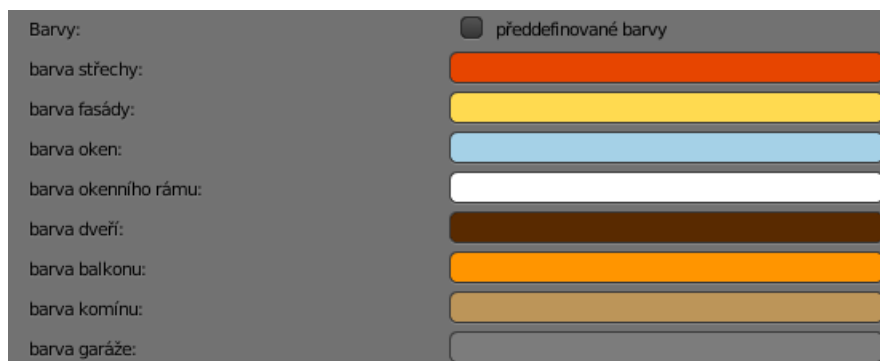 Barvy: předdefinované barvy
barva střechy:
barva fasády:
barva oken:
barva okenního rámu:
barva dveří:
barva balkonu:
barva komínu:
barva garáže: